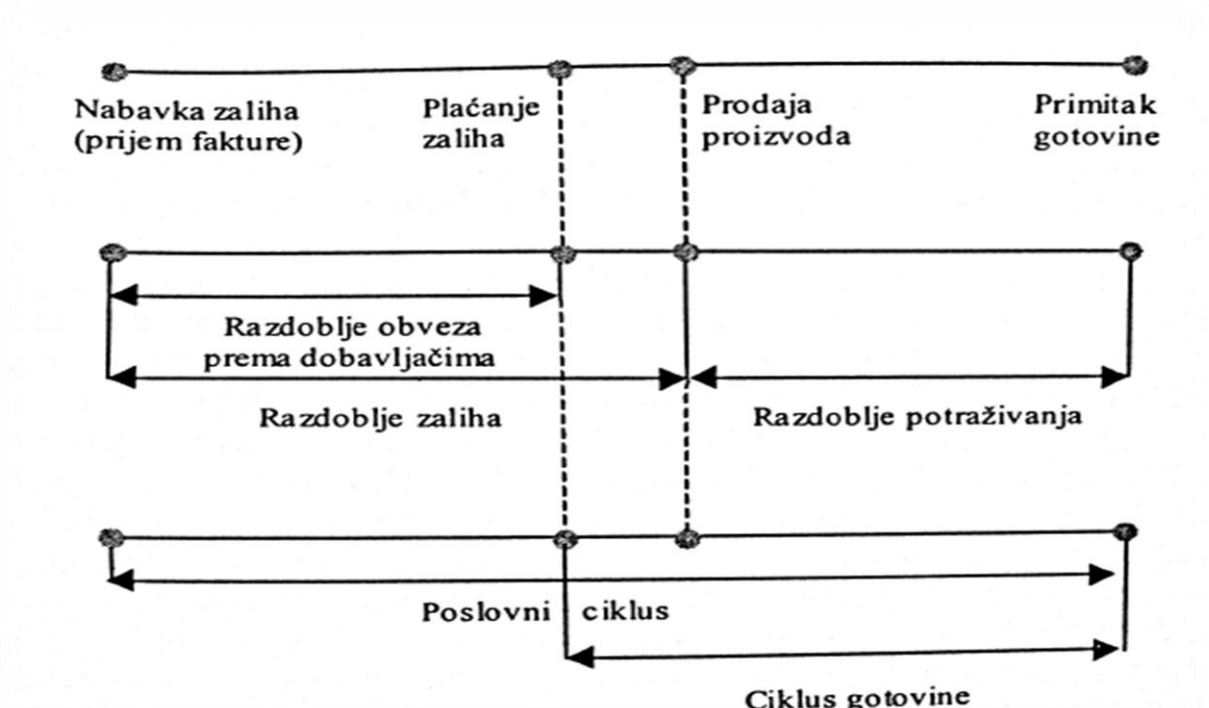 Nabavka zaliha
(prijem fakture)
Plaćanje
zaliha
Prodaja
proizvoda
Primitak
gotovine
Razdoblje obveza
prema dobavljačima
Razdoblje zaliha
Razdoblje potraživanja
Poslovni ciklus
Ciklus gotovine